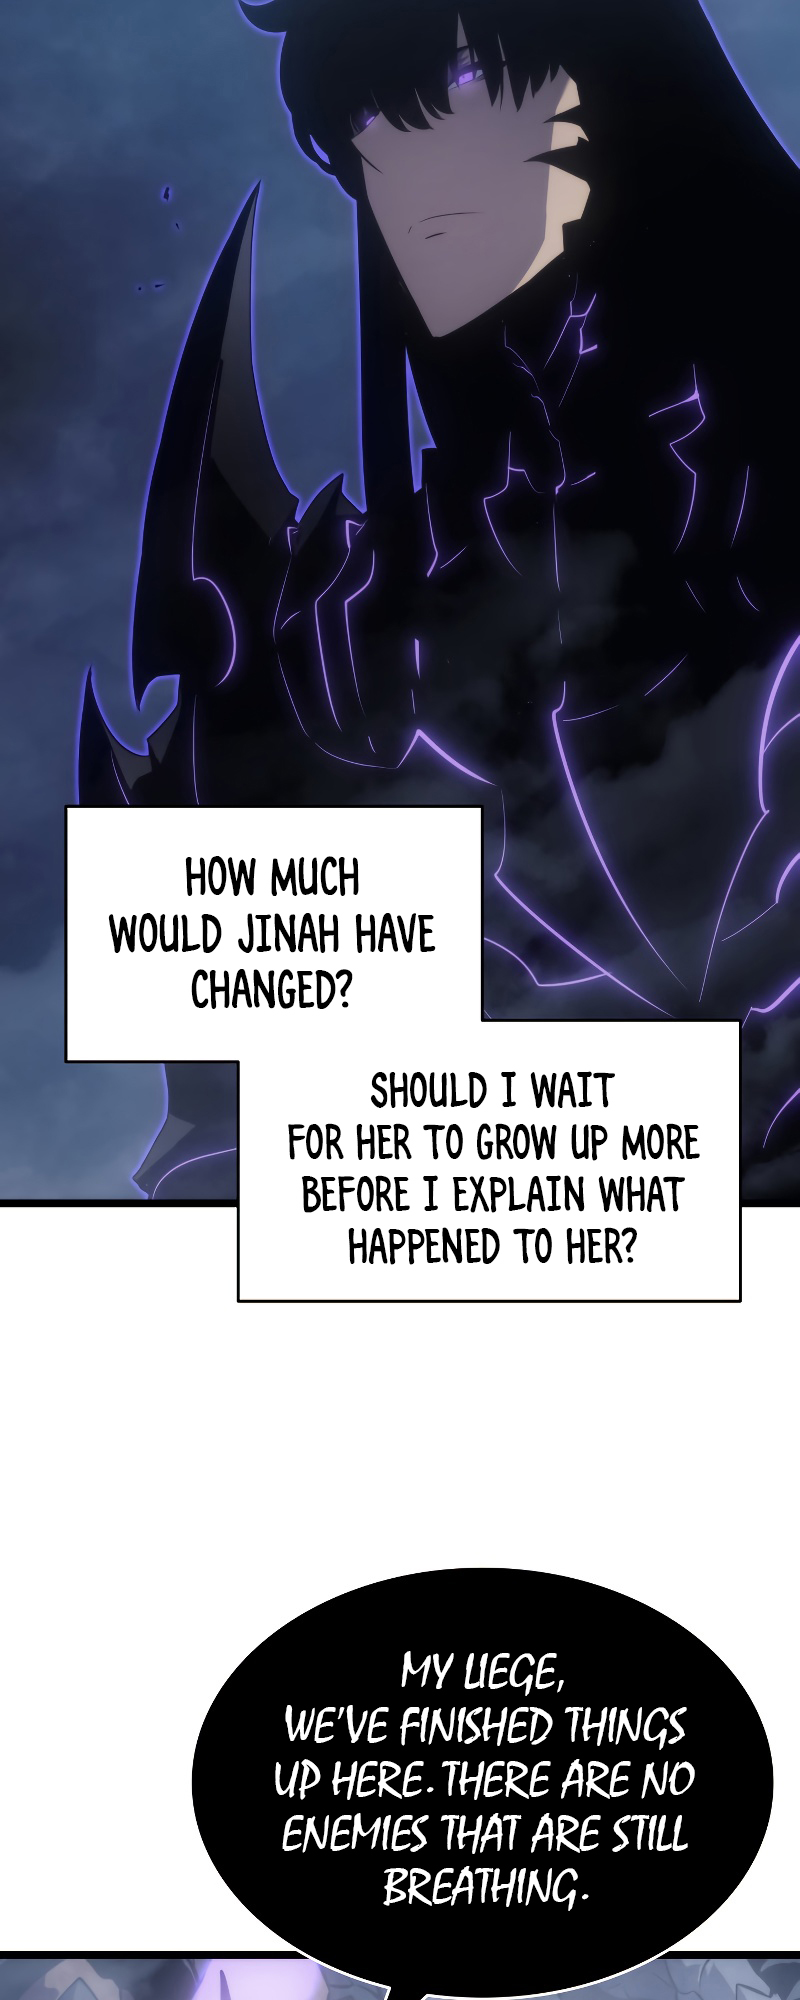 HOW MUCH
WOULD JINAH HAVE
CHANGED?
SHOULD I WAIT
FOR HER TO GROW UP MORE
BEFORE I EXPLAIN WHAT
HAPPENED TO HER?
MY LIEGE,
WE'VE FINISHED THINGS
UP HERE. THERE ARE NO
ENEMIES THAT ARE STILL
BREATHING.